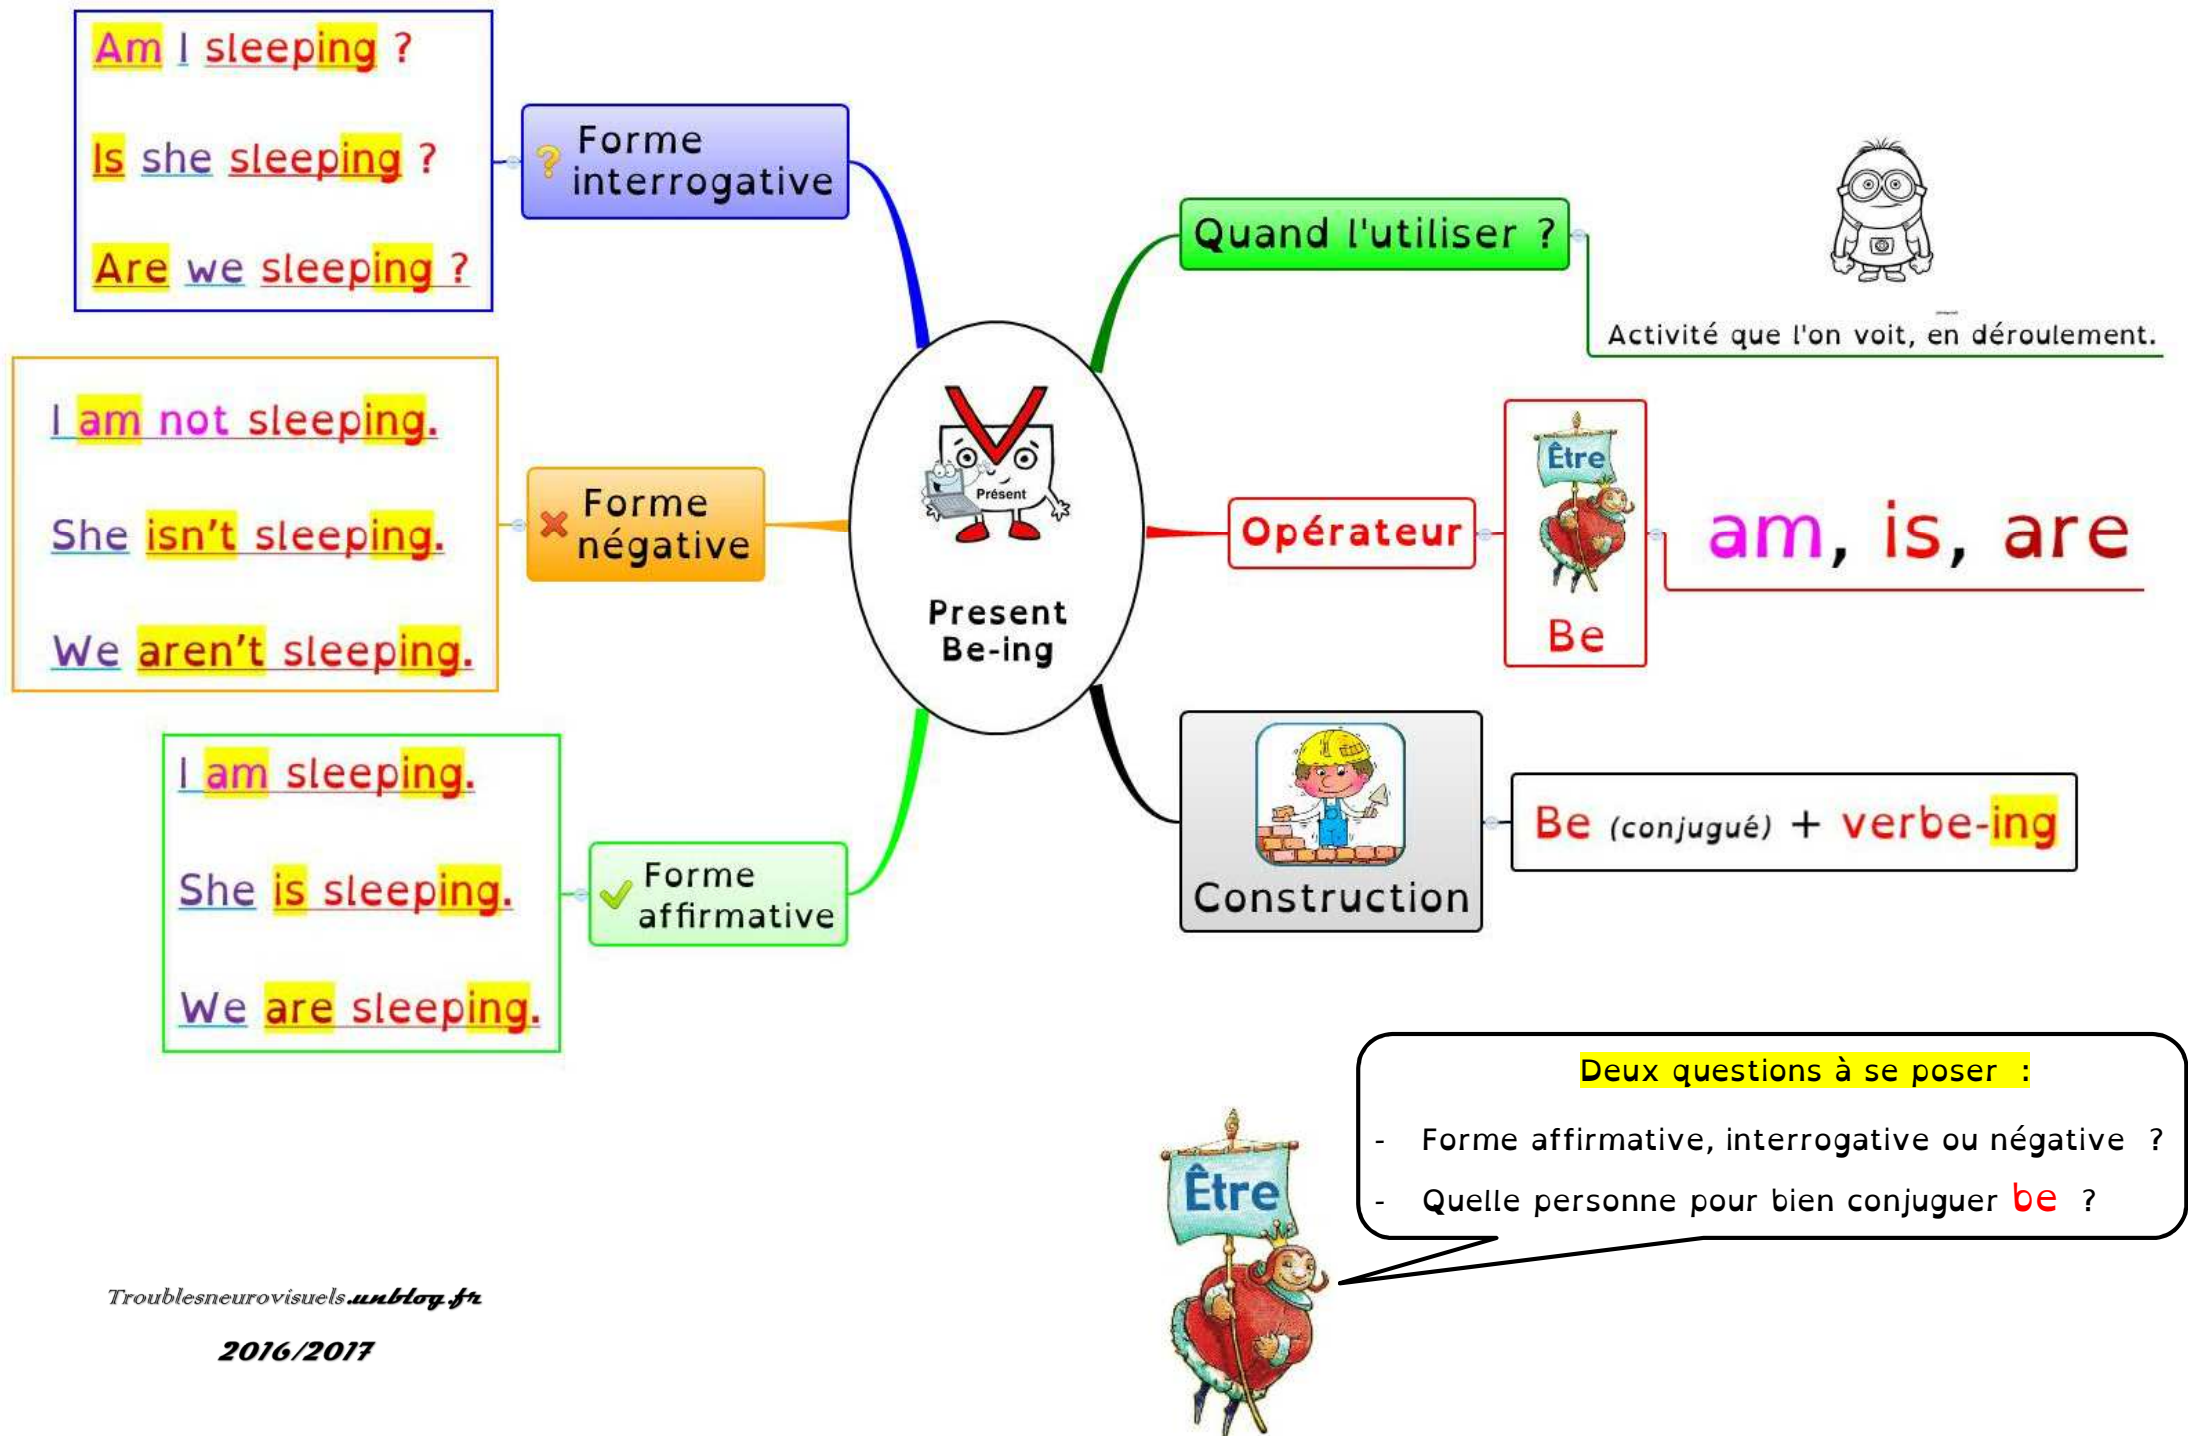 Am I sleeping ?
Is she sleeping ?
Are we sleeping ?
Forme
interrogative
I am not sleeping.
She isn't sleeping.
We aren't sleeping.
Forme
négative
I am sleeping.
She is sleeping.
We are sleeping.
Forme
affirmative
Présent
Present
Be-ing
Quand l'utiliser ?
Activité que l'on voit, en déroulement.
Opérateur
Être
Be
am, is, are
Construction
Be (conjugué) + verbe-ing
Deux questions à se poser :
- Forme affirmative, interrogative ou négative ?
- Quelle personne pour bien conjuguer be ?
Être
Troublesneurovisuels.unblog.fr
2016/2017